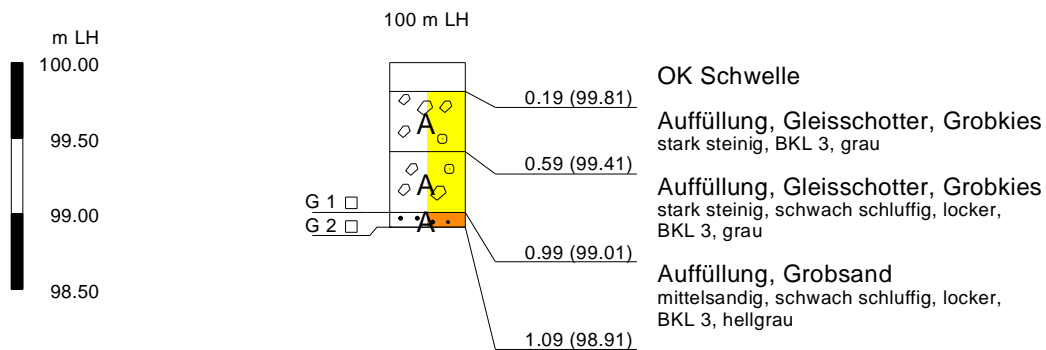 100 m LH
m LH
100.00
99.50
99.00
98.50
G 1
G 2
A
A
A
0.19 (99.81)
0.59 (99.41)
0.99 (99.01)
1.09 (98.91)
OK Schwelle
Auffüllung, Gleisschotter, Grobkies
stark steinig, BKL 3, grau
Auffüllung, Gleisschotter, Grobkies
stark steinig, schwach schluffig, locker,
BKL 3, grau
Auffüllung, Grobsand
mittelsandig, schwach schluffig, locker,
BKL 3, hellgrau